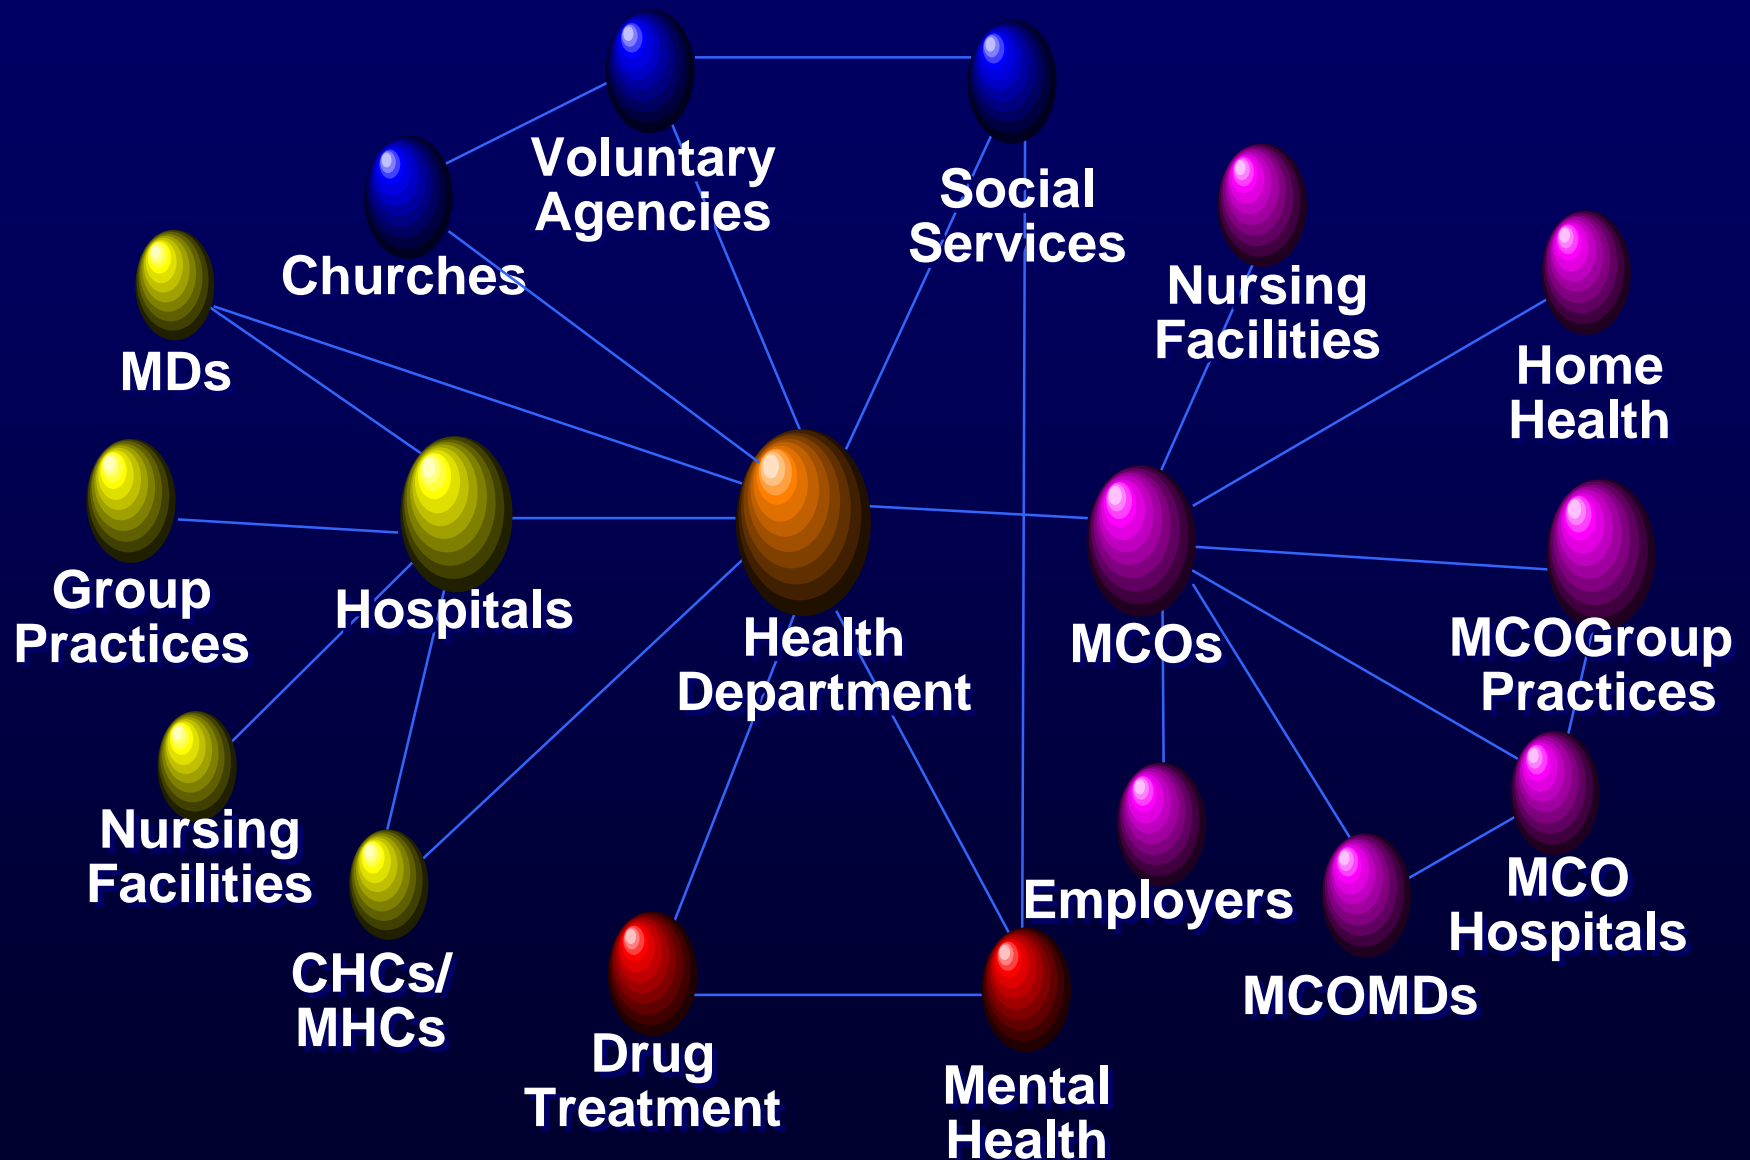 Voluntary
Agencies
Social
Services
Churches
Nursing
Facilities
MDs
Home
Health
Group
Practices
Hospitals
Health
Department
MCOs
MCOGroup
Practices
Nursing
Facilities
Employers
MCO
Hospitals
CHCs/
MHCs
MCOMDs
Drug
Treatment
Mental
Health